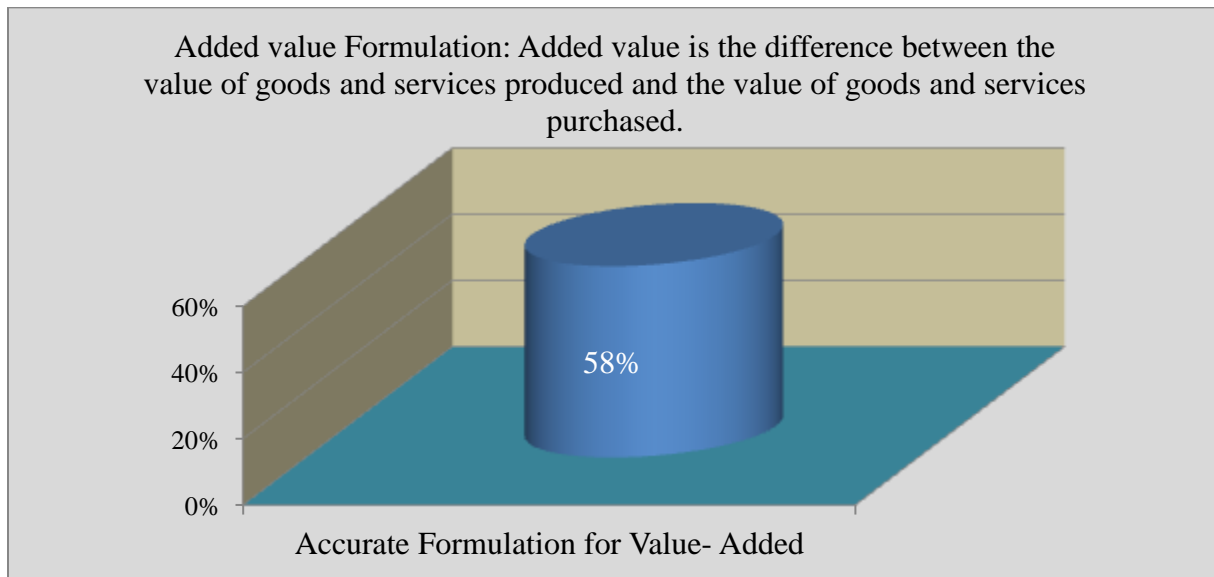 Added value Formulation: Added value is the difference between the
value of goods and services produced and the value of goods and services
purchased.
60%
40%
20%
0%
58%
Accurate Formulation for Value- Added